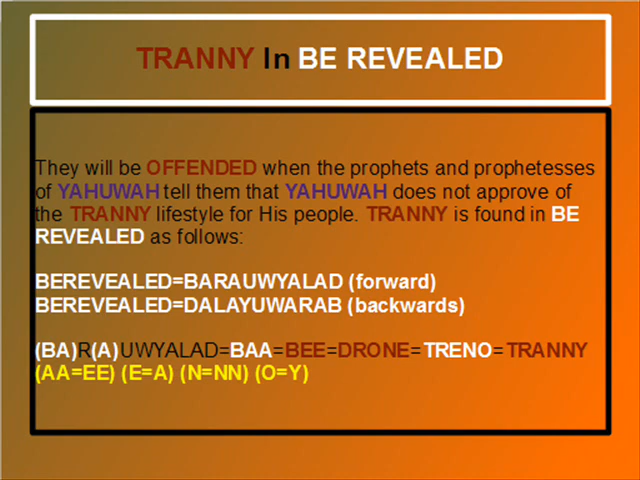 TRANNY In BE REVEALED
They will be OFFENDED when the prophets and prophetesses
of YAHUWAH tell them that YAHUWAH does not approve of
the TRANNY lifestyle for His people. TRANNY is found in BE
REVEALED as follows:
BEREVEALED=BARAUWYALAD (forward)
BEREVEALED=DALAYUWARAB (backwards)
(BA)R(A)UWYALAD=BAA=BEE=DRONE=TRENO=TRANNY
(AA=EE) (E=A) (N=NN) (O=Y)